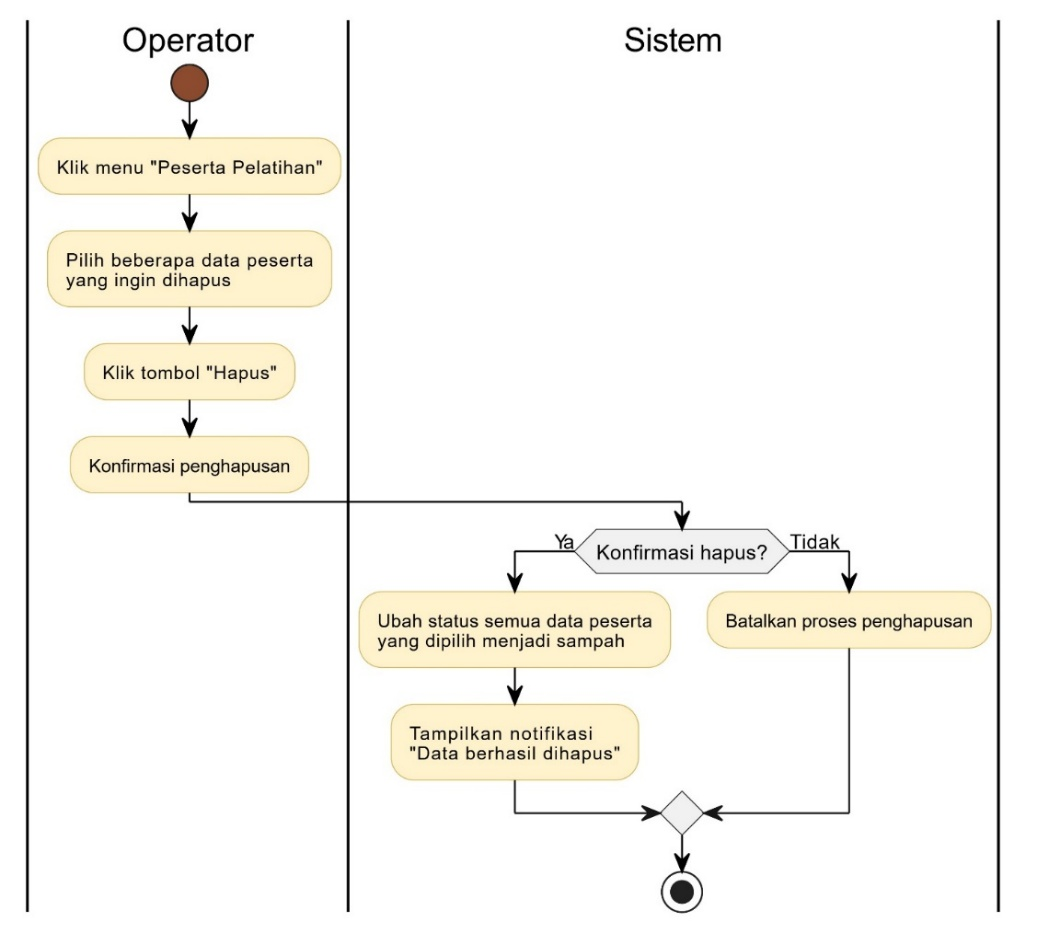 Operator
Sistem
Klik menu "Peserta Pelatihan"
Pilih beberapa data peserta
yang ingin dihapus
Klik tombol "Hapus"
Konfirmasi penghapusan
Ya
Konfirmasi hapus?
Tidak
Ubah status semua data peserta
yang dipilih menjadi sampah
Batalkan proses penghapusan
Tampilkan notifikasi
"Data berhasil dihapus"